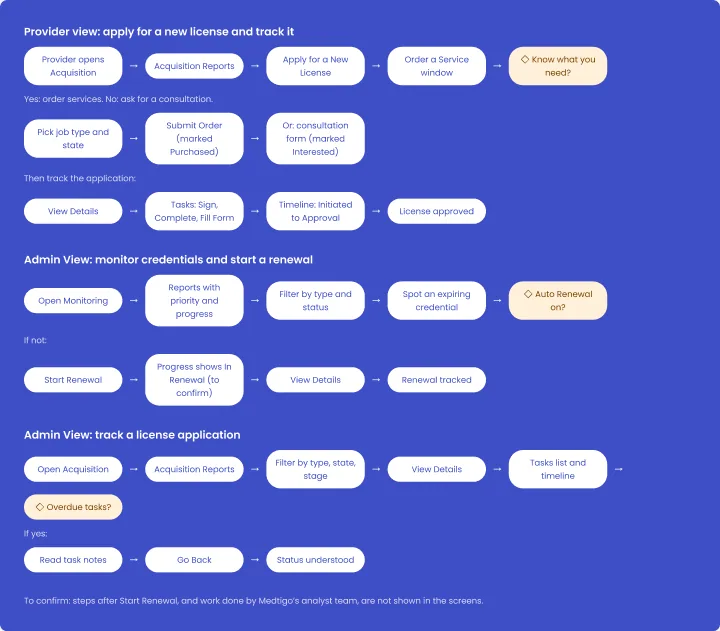 Provider view: apply for a new license and track it
Provider opens
Acquisition
→
Acquisition Reports
→
Apply for a New
License
→
Order a Service
window
→
◇ Know what you
need?
Yes: order services. No: ask for a consultation.
Pick job type and
state
→
Submit Order
(marked
Purchased)
→
Or: consultation
form (marked
Interested)
Then track the application:
View Details
→
Tasks: Sign,
Complete, Fill Form
→
Timeline: Initiated
to Approval
→
License approved
Admin View: monitor credentials and start a renewal
Open Monitoring
→
Reports with
priority and
progress
→
Filter by type and
status
→
Spot an expiring
credential
→
◇ Auto Renewal
on?
If not:
Start Renewal
→
Progress shows In
Renewal (to
confirm)
→
View Details
→
Renewal tracked
Admin View: track a license application
Open Acquisition
→
Acquisition Reports
→
Filter by type, state,
stage
→
View Details
→
Tasks list and
timeline
→
◇ Overdue tasks?
If yes:
Read task notes
→
Go Back
→
Status understood
To confirm: steps after Start Renewal, and work done by Medtigo's analyst team, are not shown in the screens.